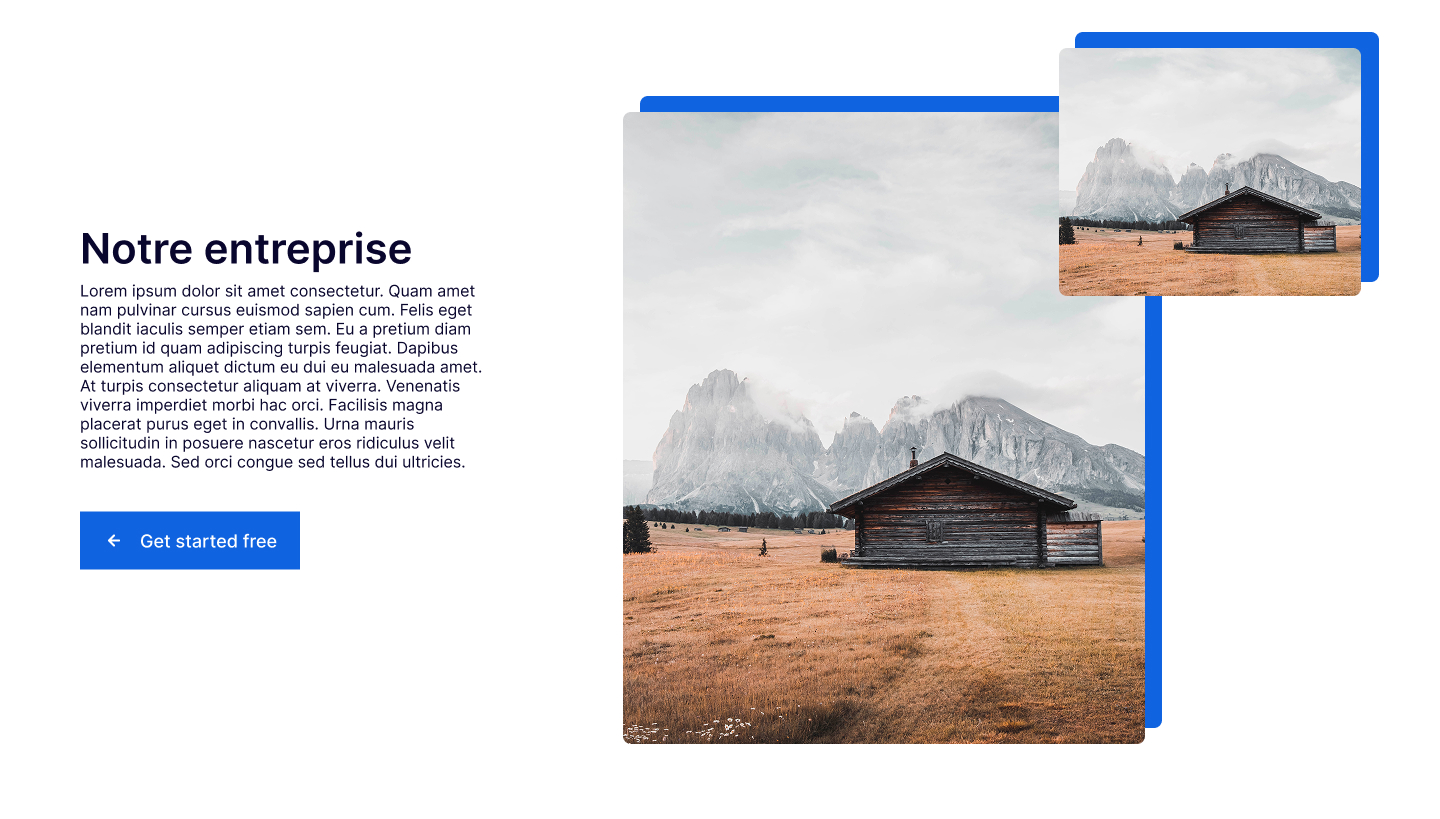 Notre entreprise
Lorem ipsum dolor sit amet consectetur. Quam amet
nam pulvinar cursus euismod sapien cum. Felis eget
blandit iaculis semper etiam sem. Eu a pretium diam
pretium id quam adipiscing turpis feugiat. Dapibus
elementum aliquet dictum eu dui eu malesuada amet.
At turpis consectetur aliquam at viverra. Venenatis
viverra imperdiet morbi hac orci. Facilisis magna
placerat purus eget in convallis. Urna mauris
sollicitudin in posuere nascetur eros ridiculus velit
malesuada. Sed orci congue sed tellus dui ultricies.
Get started free